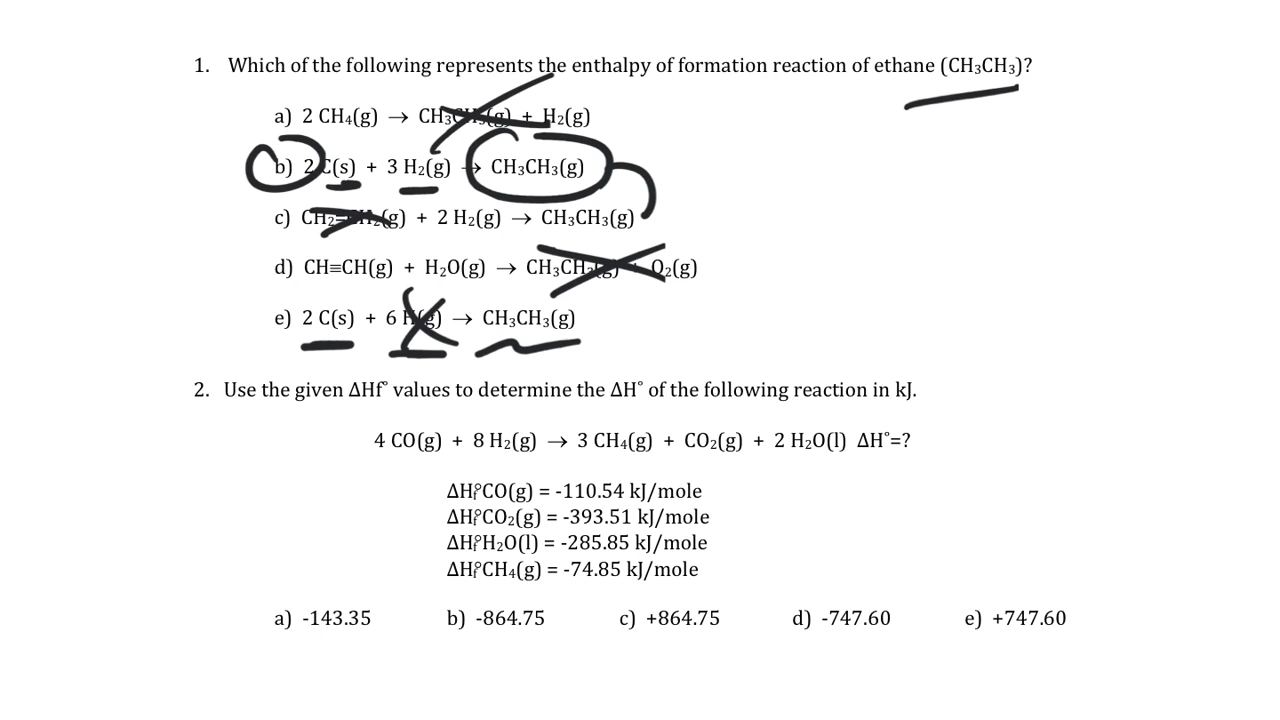 1. Which of the following represents the enthalpy of formation reaction of ethane (CH₃CH₃)?
a) 2 CH₄(g) → CH₃CH₃(g) + H₂(g)
b) 2 C(s) + 3 H₂(g) → CH₃CH₃(g)
c) CH₂=CH₂(g) + 2 H₂(g) → CH₃CH₃(g)
d) CH≡CH(g) + H₂O(g) → CH₃CH₃(g) + O₂(g)
e) 2 C(s) + 6 H(g) → CH₃CH₃(g)
2. Use the given ΔHf° values to determine the ΔH° of the following reaction in kJ.
4 CO(g) + 8 H₂(g) → 3 CH₄(g) + CO₂(g) + 2 H₂O(l) ΔH°=?
ΔHf°CO(g) = -110.54 kJ/mole
ΔHf°CO₂(g) = -393.51 kJ/mole
ΔHf°H₂O(l) = -285.85 kJ/mole
ΔHf°CH₄(g) = -74.85 kJ/mole
a) -143.35 b) -864.75 c) +864.75 d) -747.60 e) +747.60